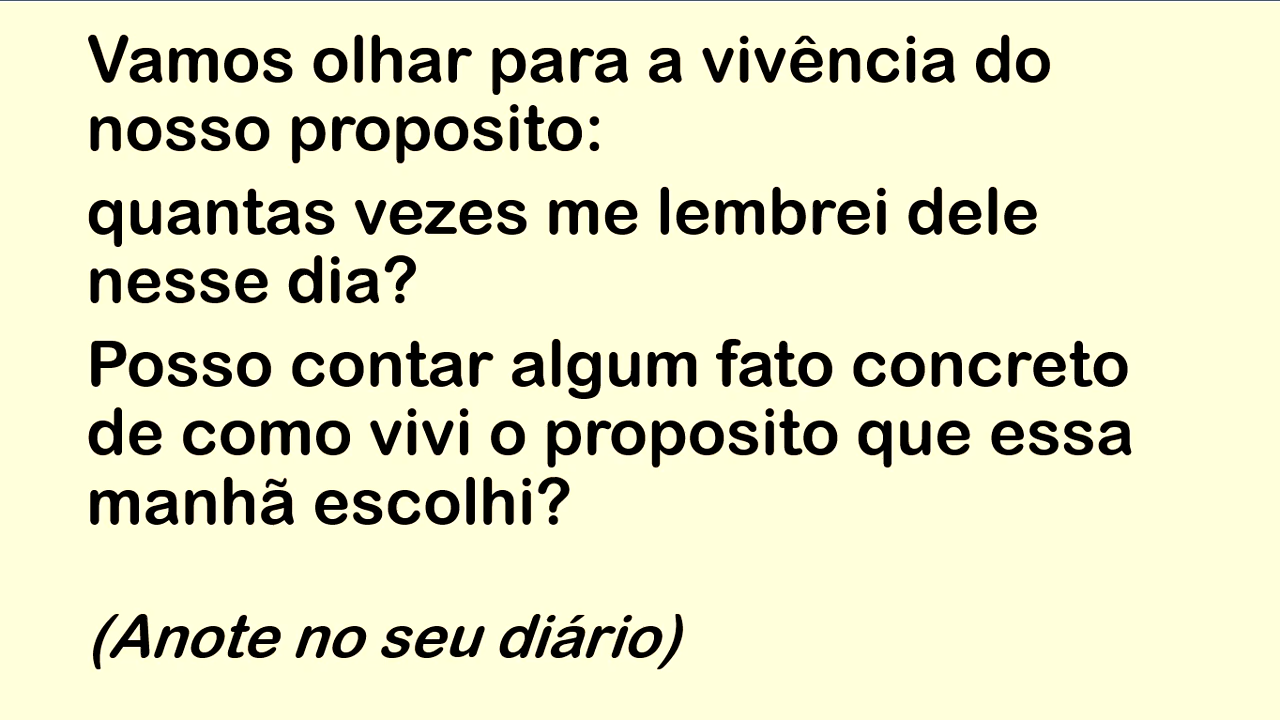 Vamos olhar para a vivência do
nosso proposito:
quantas vezes me lembrei dele
nesse dia?
Posso contar algum fato concreto
de como vivi o proposito que essa
manhã escolhi?
(Anote no seu diário)